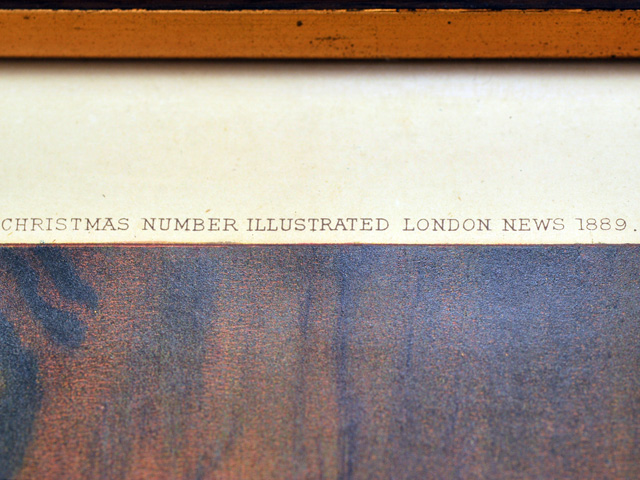 CHRISTMAS NUMBER ILLUSTRATED LONDON NEWS 1889.